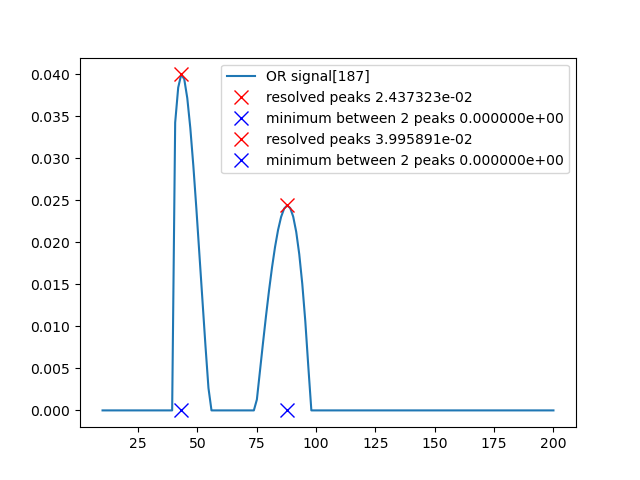 OR signal[187]
resolved peaks 2.437323e-02
minimum between 2 peaks 0.000000e+00
resolved peaks 3.995891e-02
minimum between 2 peaks 0.000000e+00
0.040
0.035
0.030
0.025
0.020
0.015
0.010
0.005
0.000
25 50 75 100 125 150 175 200